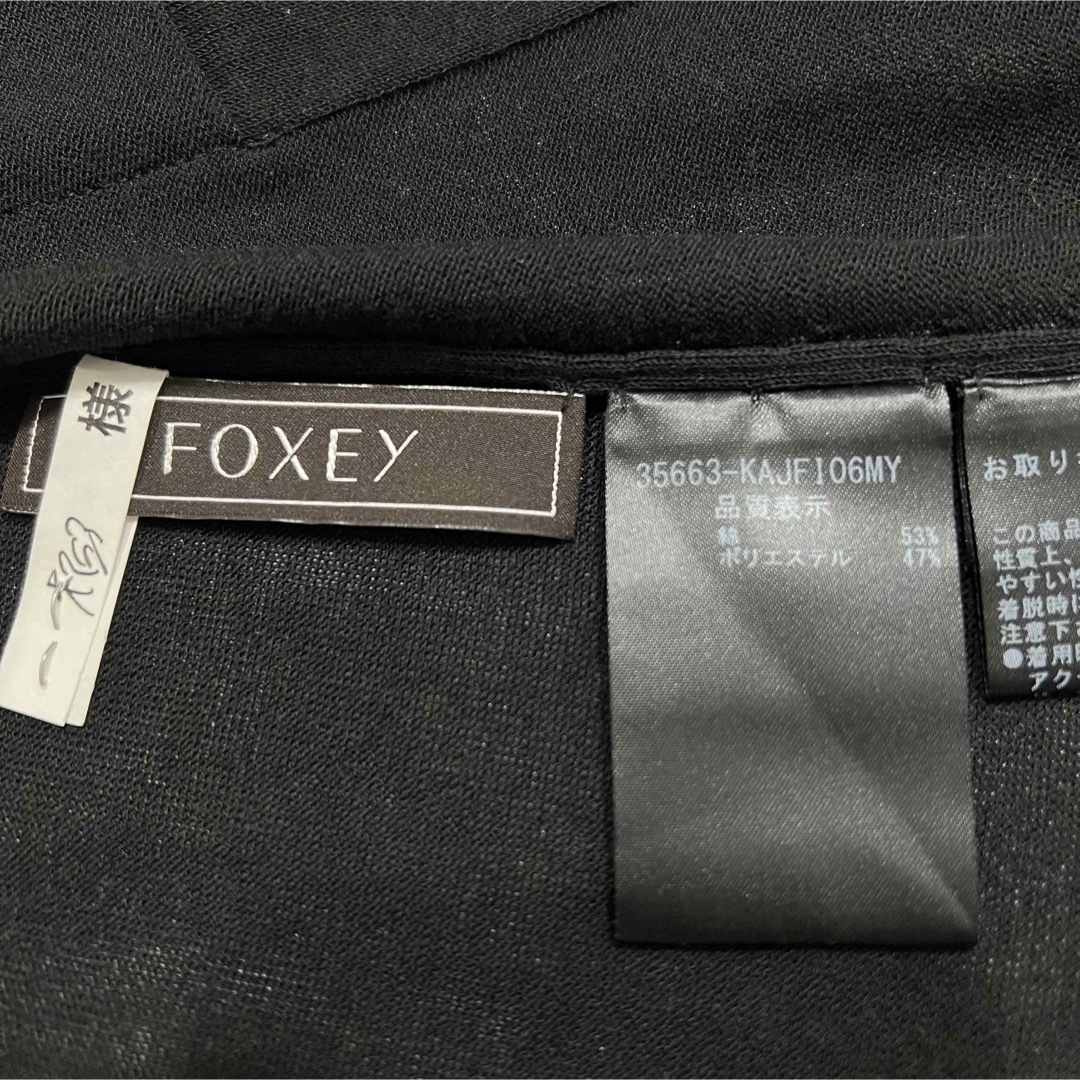 様
FOXEY
35663-KAJFI06MY
品質表示
綿 53%
ポリエステル 47%
お取り
この商品
性質上、
やすい性
着脱時に
注意下さ
●着用
アク